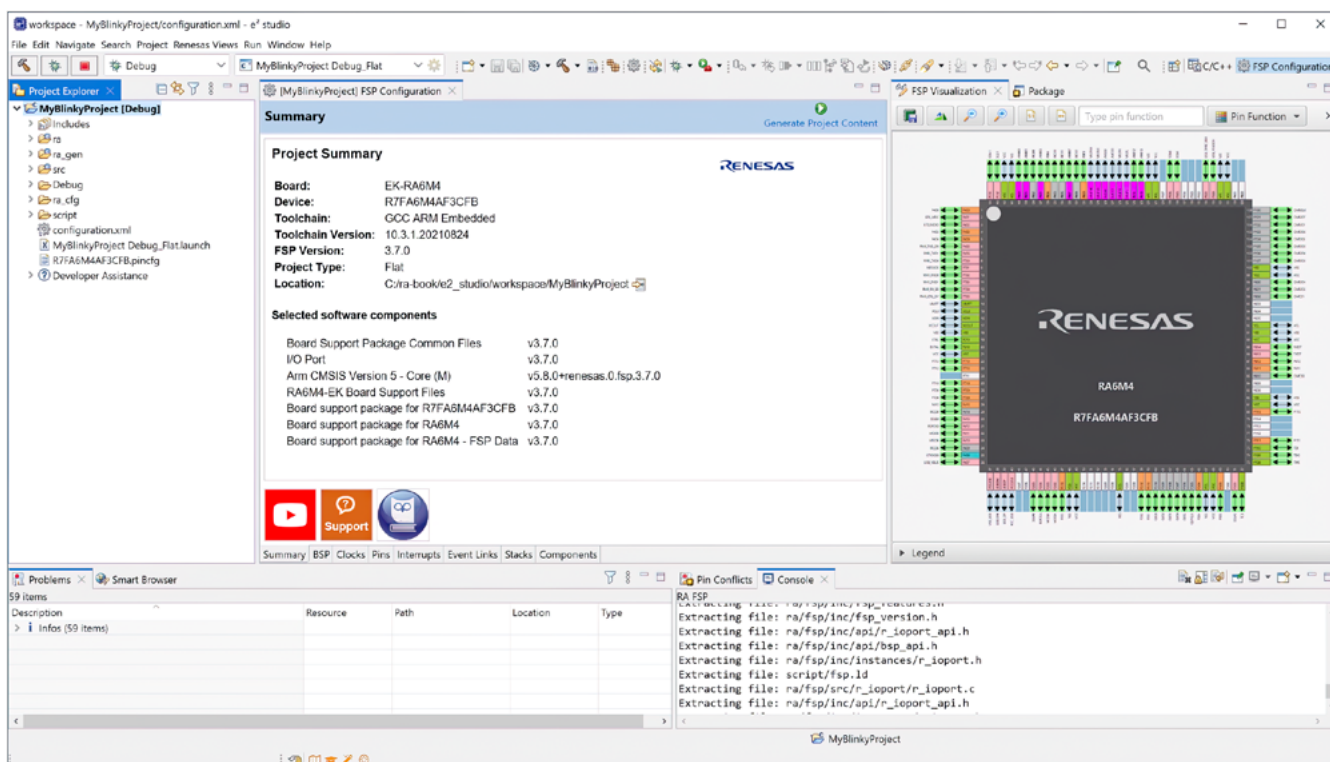 workspace - MyBlinkyProject/configuration.xml - e² studio
File Edit Navigate Search Project Renesas Views Run Window Help
Debug MyBlinkyProject Debug_Flat C/C++ FSP Configuration
Project Explorer
MyBlinkyProject [Debug]
Includes
ra
ra_gen
src
Debug
ra_cfg
script
configuration.xml
MyBlinkyProject Debug_Flat.launch
R7FA6M4AF3CFB.pincfg
Developer Assistance
[MyBlinkyProject] FSP Configuration
Summary
Generate Project Content
Project Summary
RENESAS
Board: EK-RA6M4
Device: R7FA6M4AF3CFB
Toolchain: GCC ARM Embedded
Toolchain Version: 10.3.1.20210824
FSP Version: 3.7.0
Project Type: Flat
Location: C:/ra-book/e2_studio/workspace/MyBlinkyProject
Selected software components
Board Support Package Common Files v3.7.0
I/O Port v3.7.0
Arm CMSIS Version 5 - Core (M) v5.8.0+renesas.0.fsp.3.7.0
RA6M4-EK Board Support Files v3.7.0
Board support package for R7FA6M4AF3CFB v3.7.0
Board support package for RA6M4 v3.7.0
Board support package for RA6M4 - FSP Data v3.7.0
Support
Summary BSP Clocks Pins Interrupts Event Links Stacks Components
FSP Visualization Package
Type pin function Pin Function
RENESAS
RA6M4
R7FA6M4AF3CFB
Legend
Problems Smart Browser
59 items
Description Resource Path Location Type
Infos (59 items)
Pin Conflicts Console
RA FSP
Extracting file: ra/fsp/inc/fsp_features.h
Extracting file: ra/fsp/inc/fsp_version.h
Extracting file: ra/fsp/inc/api/r_ioport_api.h
Extracting file: ra/fsp/inc/api/bsp_api.h
Extracting file: ra/fsp/inc/instances/r_ioport.h
Extracting file: script/fsp.ld
Extracting file: ra/fsp/src/r_ioport/r_ioport.c
Extracting file: ra/fsp/inc/api/r_ioport_api.h
MyBlinkyProject